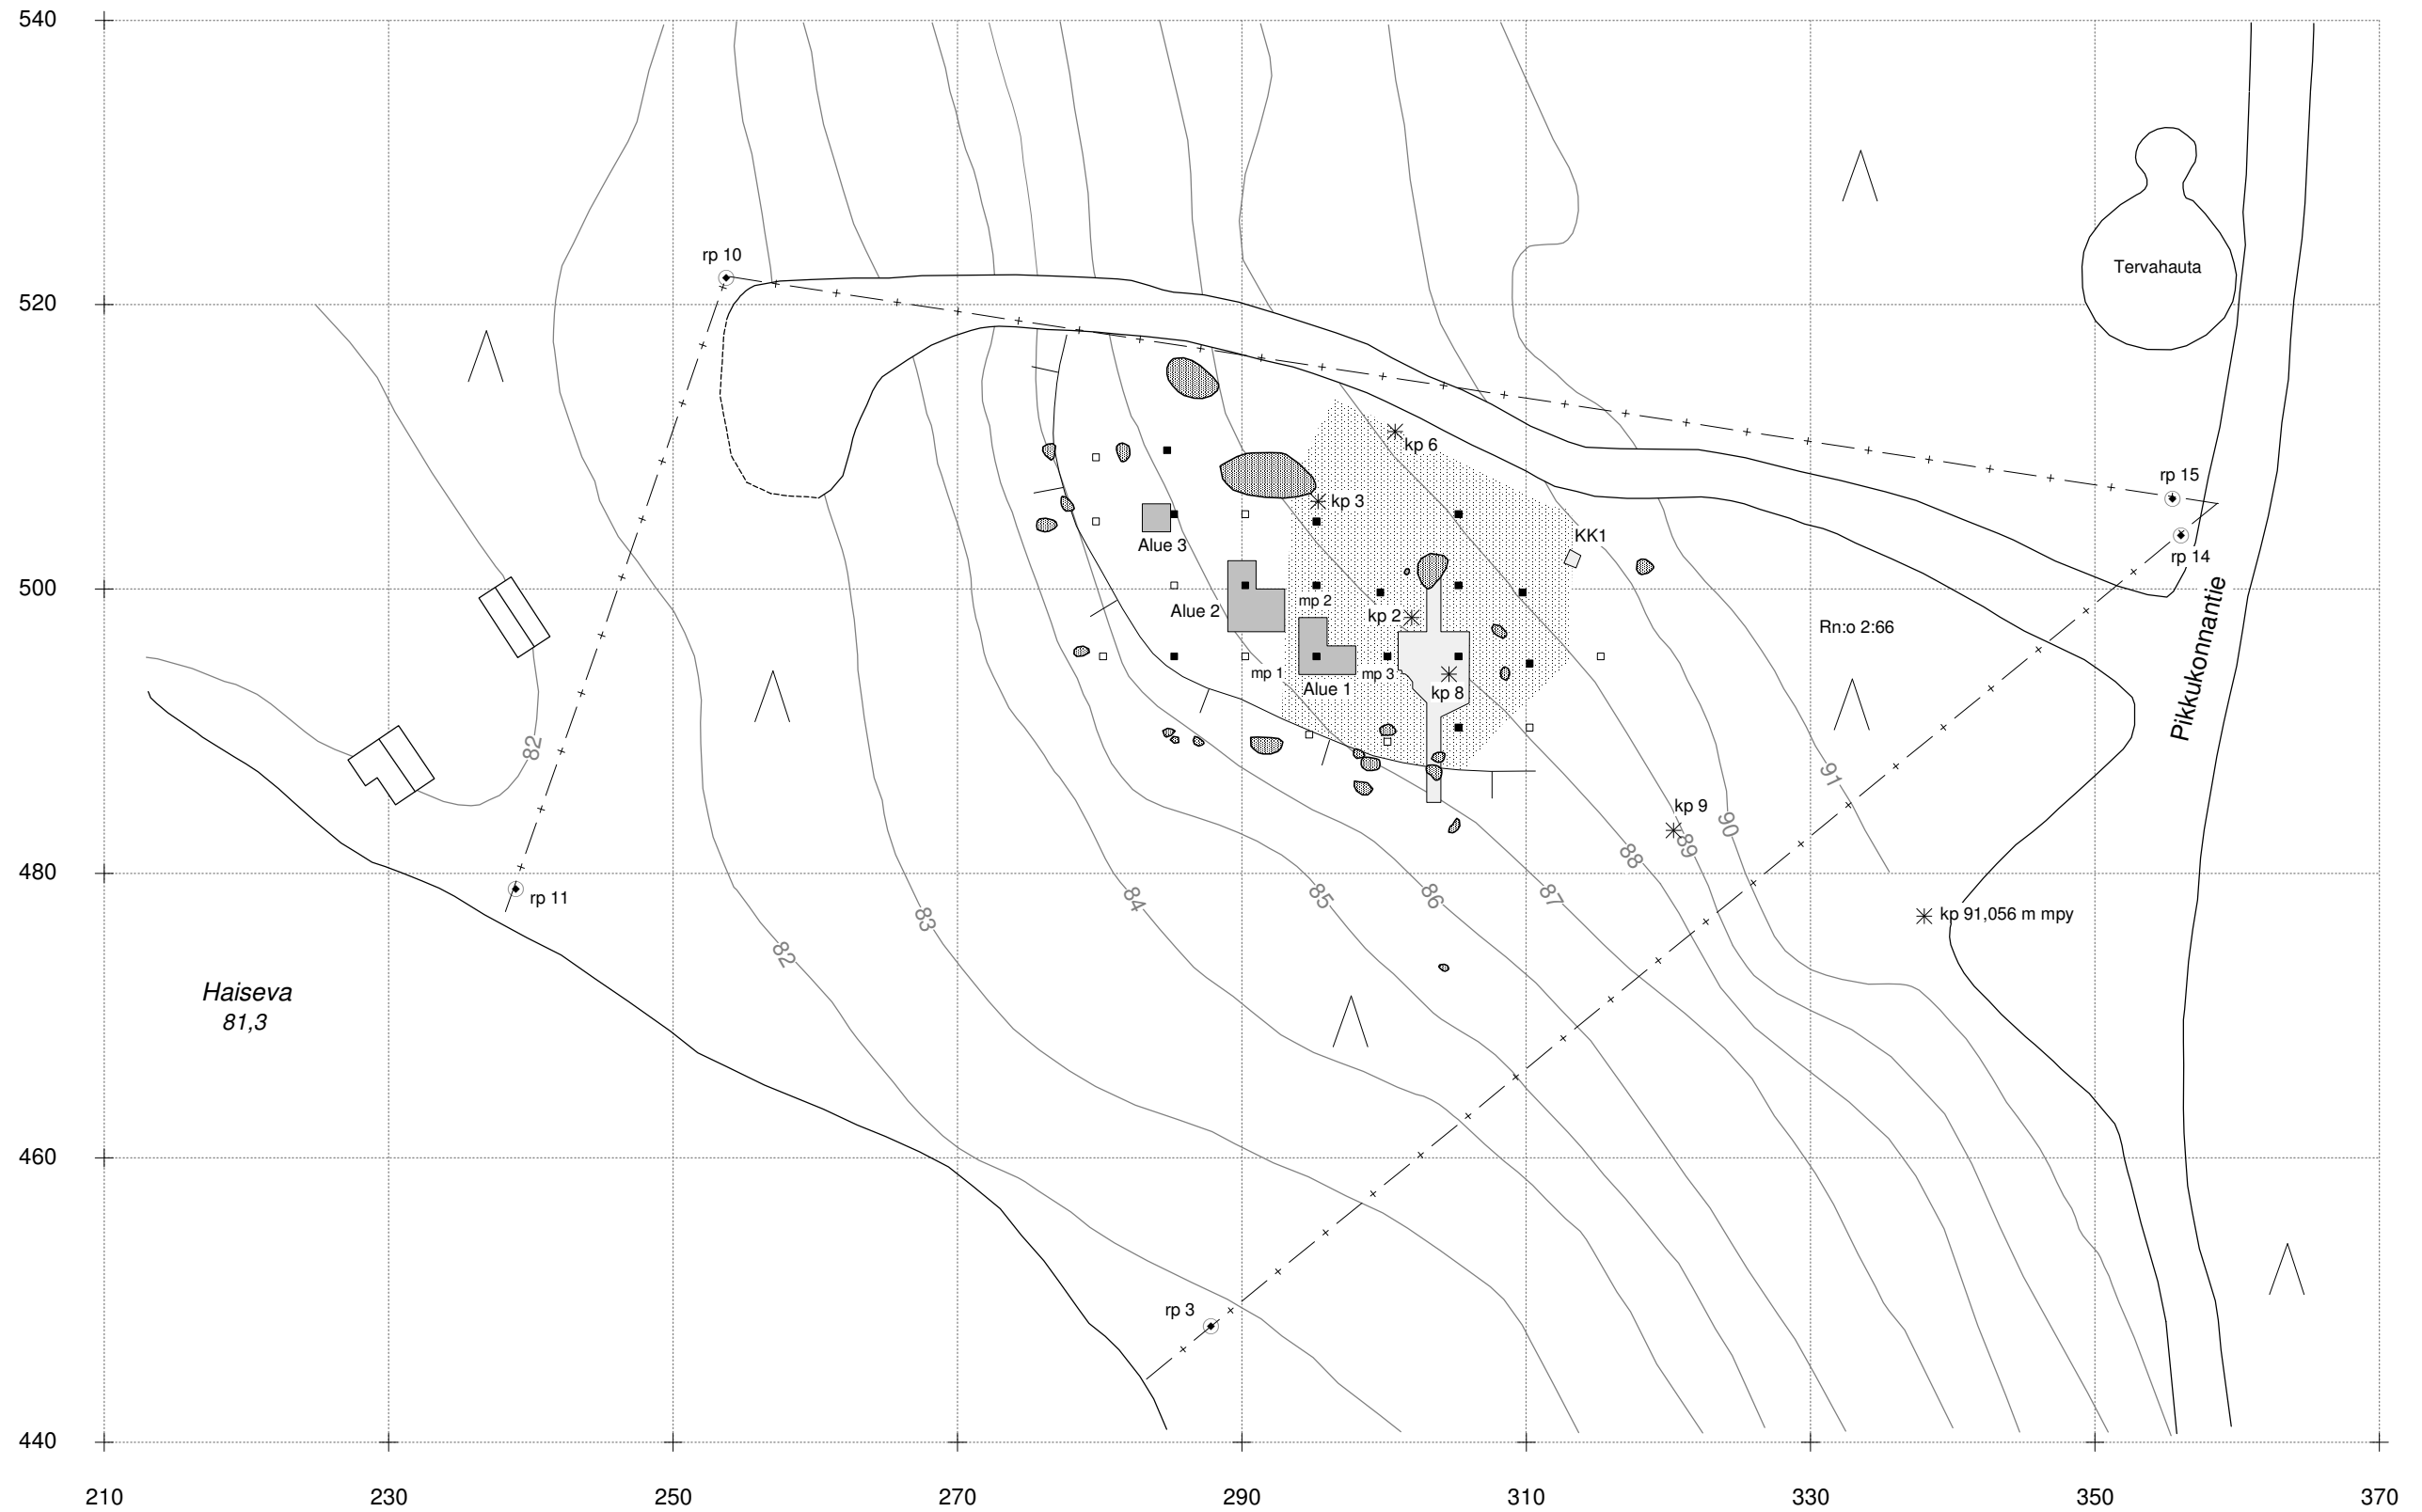 540
rp 10
Tervahauta
520
kp 6
rp 15
kp 3
KK1
Alue 3
rp 14
500
mp 2
Alue 2
kp 2
Pikkukonnantie
Rn:o 2:66
mp 1
mp 3
Alue 1
kp 8
82
91
kp 9
90
89
88
480
rp 11
84
85
86
87
83
kp 91,056 m mpy
82
Haiseva
81,3
460
rp 3
440
210 230 250 270 290 310 330 350 370